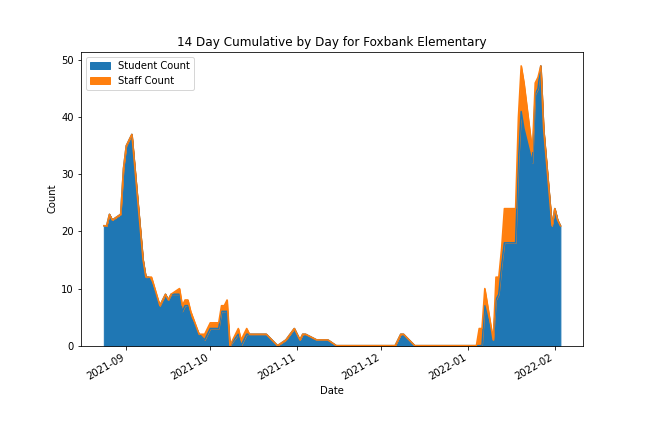 14 Day Cumulative by Day for Foxbank Elementary
Student Count
Staff Count
50
40
30
20
10
0
Count
2021-09
2021-10
2021-11
2021-12
2022-01
2022-02
Date